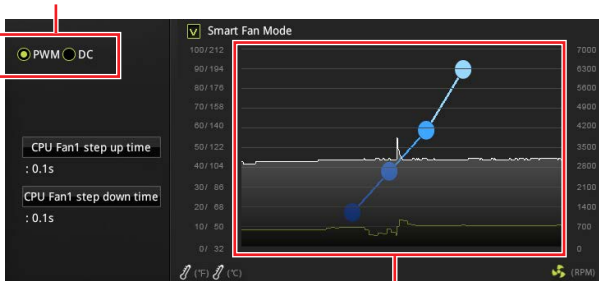 V Smart Fan Mode
PWM DC
CPU Fan1 step up time
: 0.1s
CPU Fan1 step down time
: 0.1s
100/212 7000
90/194 6300
80/176 5600
70/158 4900
60/140 4200
50/122 3500
40/104 2800
30/ 86 2100
20/ 68 1400
10/ 50 700
0/ 32 0
(°F) (°C) (RPM)